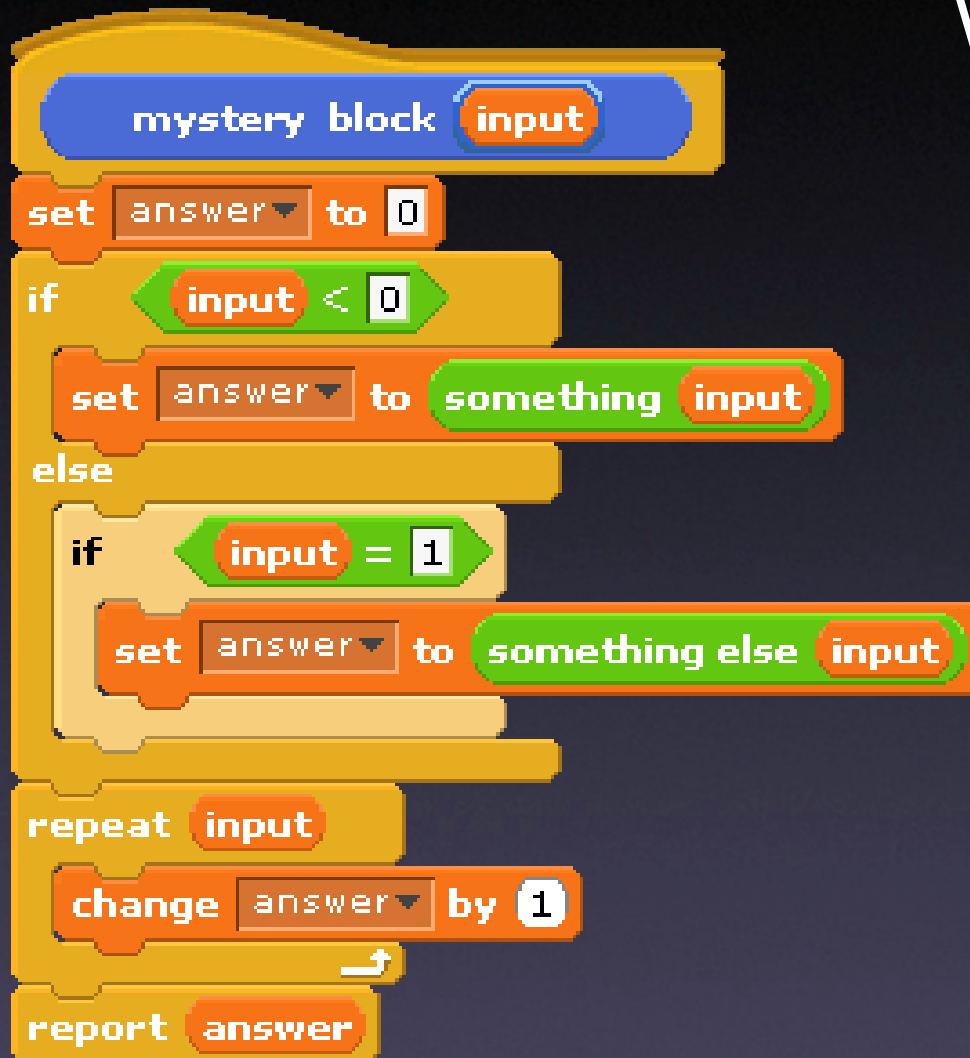 mystery block input
set answer to 0
if input < 0
set answer to something input
else
if input = 1
set answer to something else input
repeat input
change answer by 1
report answer